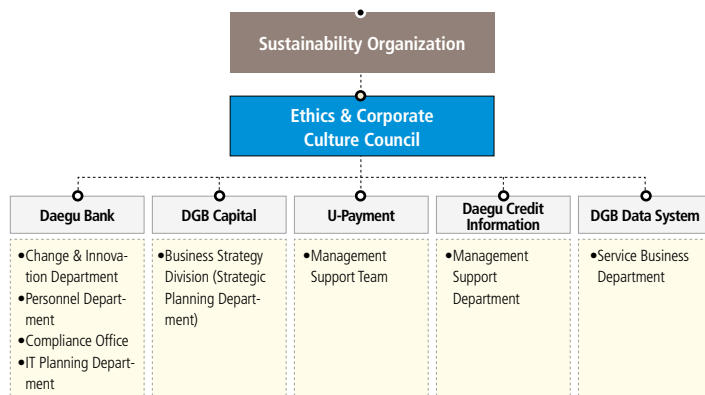 Sustainability Organization
Ethics & Corporate
Culture Council
Daegu Bank
DGB Capital
U-Payment
Daegu Credit
Information
DGB Data System
•Change & Innova-
tion Department
•Personnel Depart-
ment
•Compliance Office
•IT Planning Depart-
ment
•Business Strategy
Division (Strategic
Planning Depart-
ment)
•Management
Support Team
•Management
Support
Department
•Service Business
Department